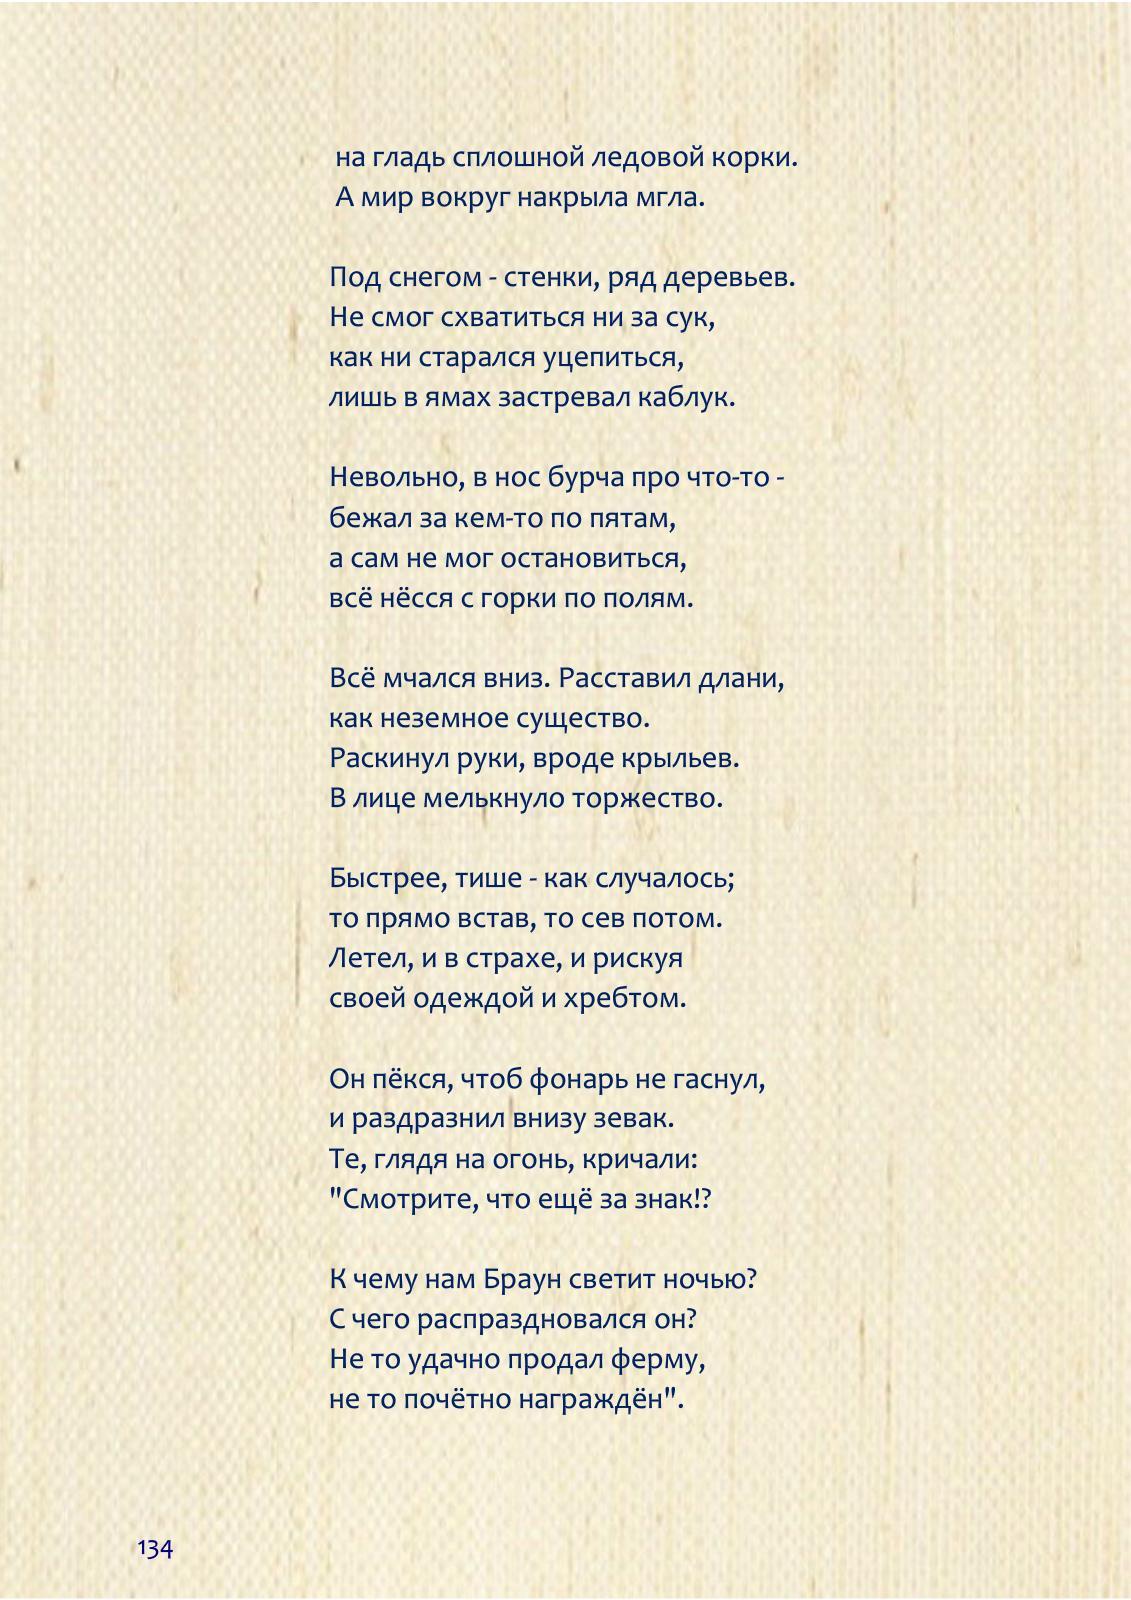 на гладь сплошной ледовой корки.
А мир вокруг накрыла мгла.
Под снегом - стенки, ряд деревьев.
Не смог схватиться ни за сук,
как ни старался уцепиться,
лишь в ямах застревал каблук.
Невольно, в нос бурча про что-то -
бежал за кем-то по пятам,
а сам не мог остановиться,
всё нёсся с горки по полям.
Всё мчался вниз. Расставил длани,
как неземное существо.
Раскинул руки, вроде крыльев.
В лице мелькнуло торжество.
Быстрее, тише - как случалось;
то прямо встав, то сев потом.
Летел, и в страхе, и рискуя
своей одеждой и хребтом.
Он пёкся, чтоб фонарь не гаснул,
и раздразнил внизу зевак.
Те, глядя на огонь, кричали:
"Смотрите, что ещё за знак!?
К чему нам Браун светит ночью?
С чего распраздновался он?
Не то удачно продал ферму,
не то почётно награждён".
134